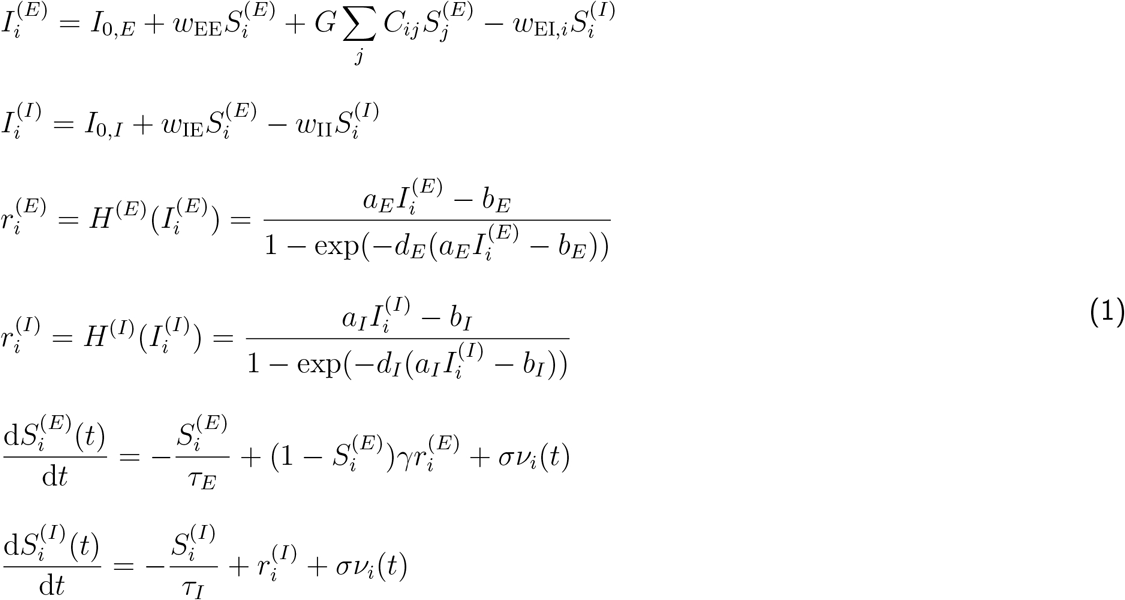 I_i^{(E)} = I_{0,E} + w_{EE} S_i^{(E)} + G \sum_j C_{ij} S_j^{(E)} - w_{EI,i} S_i^{(I)}
I_i^{(I)} = I_{0,I} + w_{IE} S_i^{(E)} - w_{II} S_i^{(I)}
r_i^{(E)} = H^{(E)}(I_i^{(E)}) = \frac{a_E I_i^{(E)} - b_E}{1 - \exp(-d_E(a_E I_i^{(E)} - b_E))}
r_i^{(I)} = H^{(I)}(I_i^{(I)}) = \frac{a_I I_i^{(I)} - b_I}{1 - \exp(-d_I(a_I I_i^{(I)} - b_I))}
(1)
\frac{dS_i^{(E)}(t)}{dt} = -\frac{S_i^{(E)}}{\tau_E} + (1 - S_i^{(E)})\gamma r_i^{(E)} + \sigma\nu_i(t)
\frac{dS_i^{(I)}(t)}{dt} = -\frac{S_i^{(I)}}{\tau_I} + r_i^{(I)} + \sigma\nu_i(t)